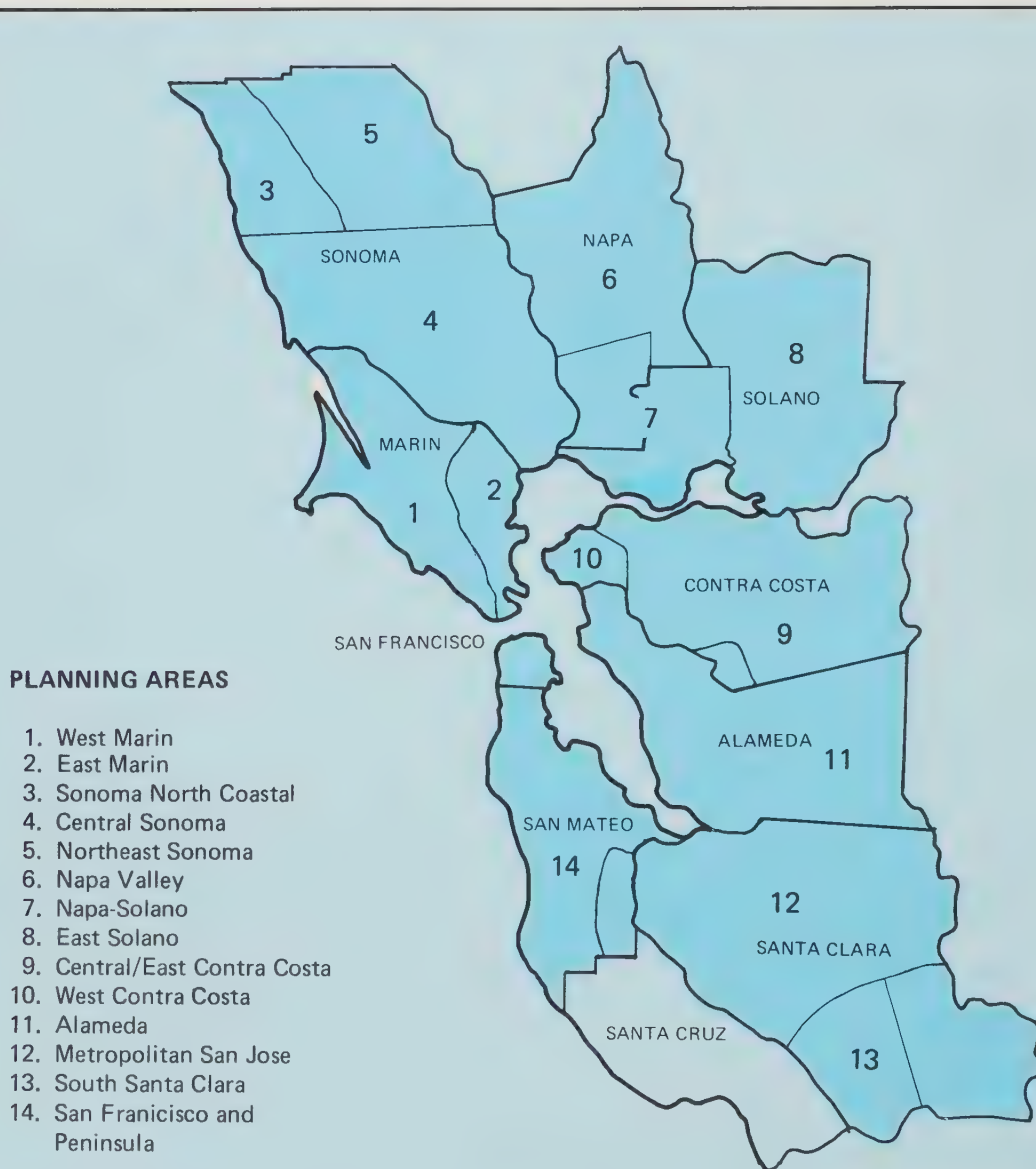 5
3
SONOMA
NAPA
6
4
8
SOLANO
7
MARIN
2
1
10
CONTRA COSTA
9
SAN FRANCISCO
ALAMEDA
11
SAN MATEO
14
12
SANTA CLARA
SANTA CRUZ
13
PLANNING AREAS
1. West Marin
2. East Marin
3. Sonoma North Coastal
4. Central Sonoma
5. Northeast Sonoma
6. Napa Valley
7. Napa-Solano
8. East Solano
9. Central/East Contra Costa
10. West Contra Costa
11. Alameda
12. Metropolitan San Jose
13. South Santa Clara
14. San Franicisco and
Peninsula